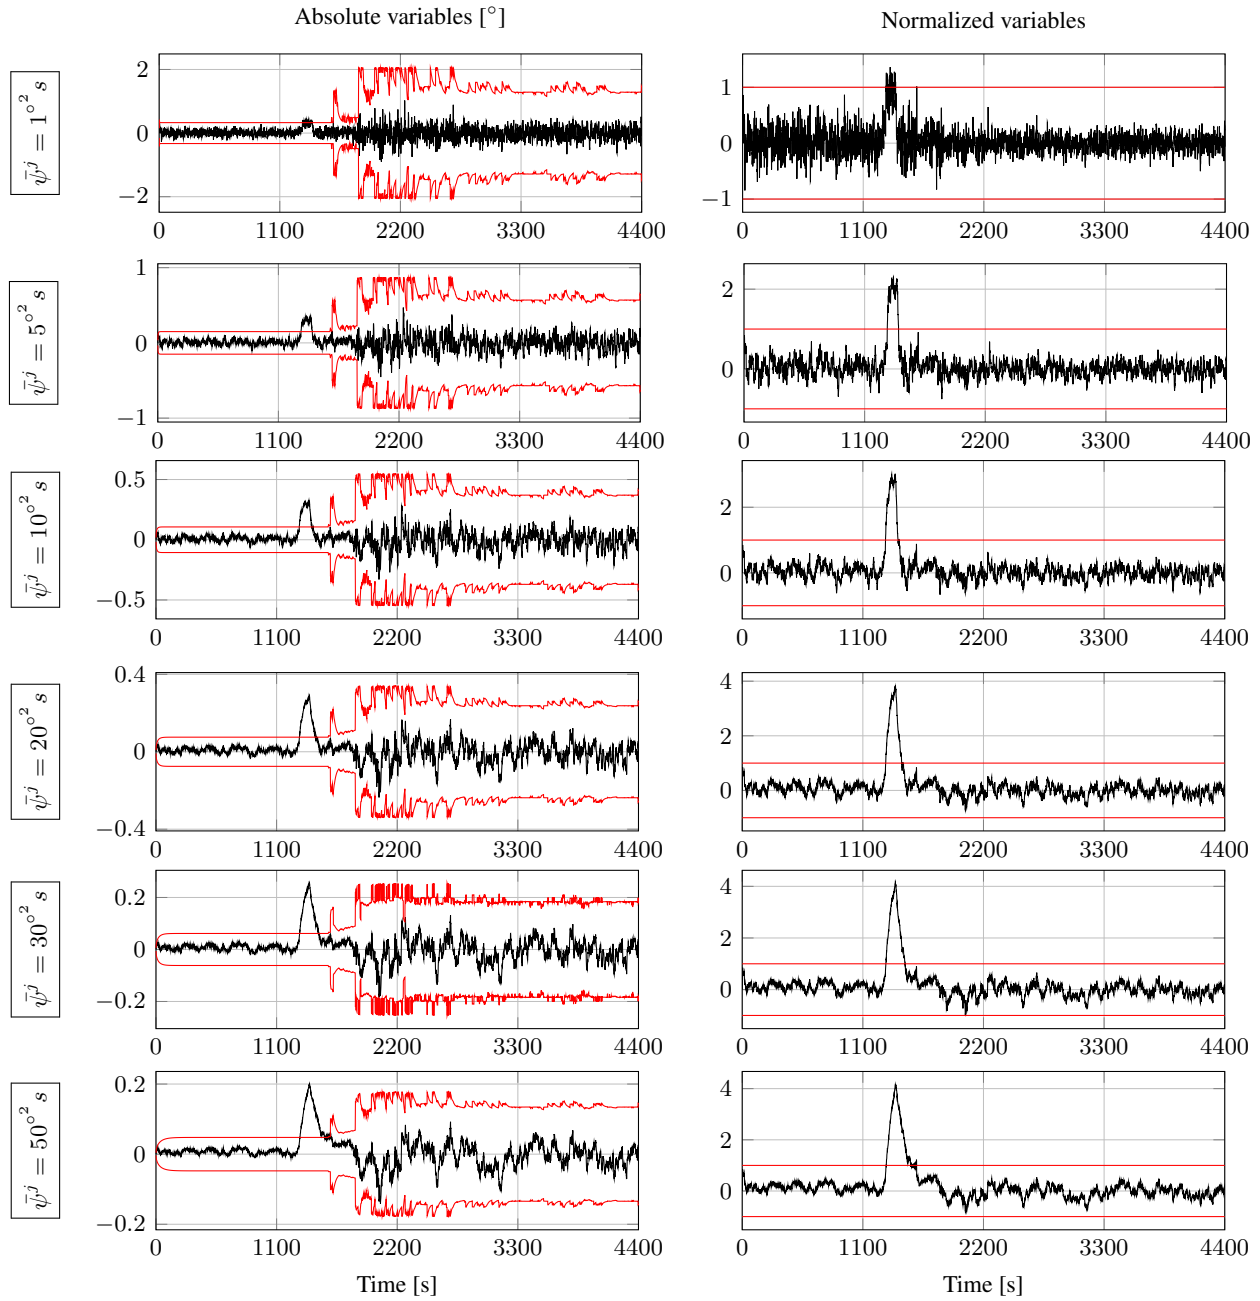 Absolute variables [°]
Normalized variables
ψ̄ʲ = 1°² s
2
0
−2
0 1100 2200 3300 4400
1
0
−1
0 1100 2200 3300 4400
ψ̄ʲ = 5°² s
1
0
−1
0 1100 2200 3300 4400
2
0
0 1100 2200 3300 4400
ψ̄ʲ = 10°² s
0.5
0
−0.5
0 1100 2200 3300 4400
2
0
0 1100 2200 3300 4400
ψ̄ʲ = 20°² s
0.4
0
−0.4
0 1100 2200 3300 4400
4
2
0
0 1100 2200 3300 4400
ψ̄ʲ = 30°² s
0.2
0
−0.2
0 1100 2200 3300 4400
4
2
0
0 1100 2200 3300 4400
ψ̄ʲ = 50°² s
0.2
0
−0.2
0 1100 2200 3300 4400
4
2
0
0 1100 2200 3300 4400
Time [s]
Time [s]